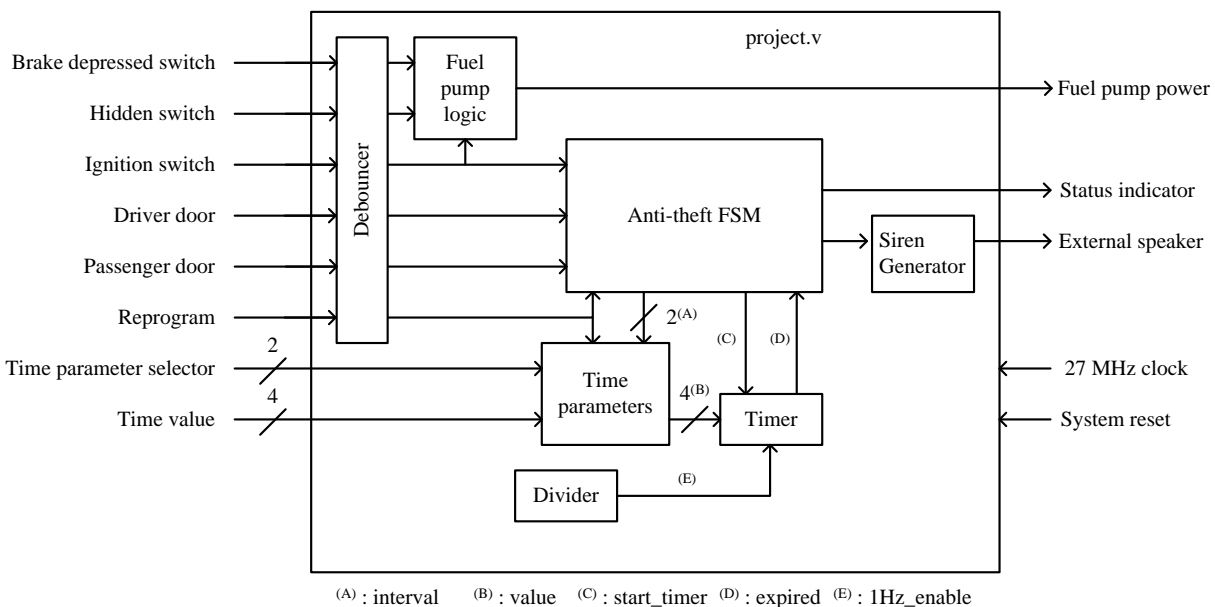 project.v
Brake depressed switch
Hidden switch
Ignition switch
Driver door
Passenger door
Reprogram
Time parameter selector
2
Time value
4
Debouncer
Fuel
pump
logic
Anti-theft FSM
Siren
Generator
2(A)
(C)
(D)
Time
parameters
4(B)
Timer
Divider
(E)
Fuel pump power
Status indicator
External speaker
27 MHz clock
System reset
(A) : interval (B) : value (C) : start_timer (D) : expired (E) : 1Hz_enable